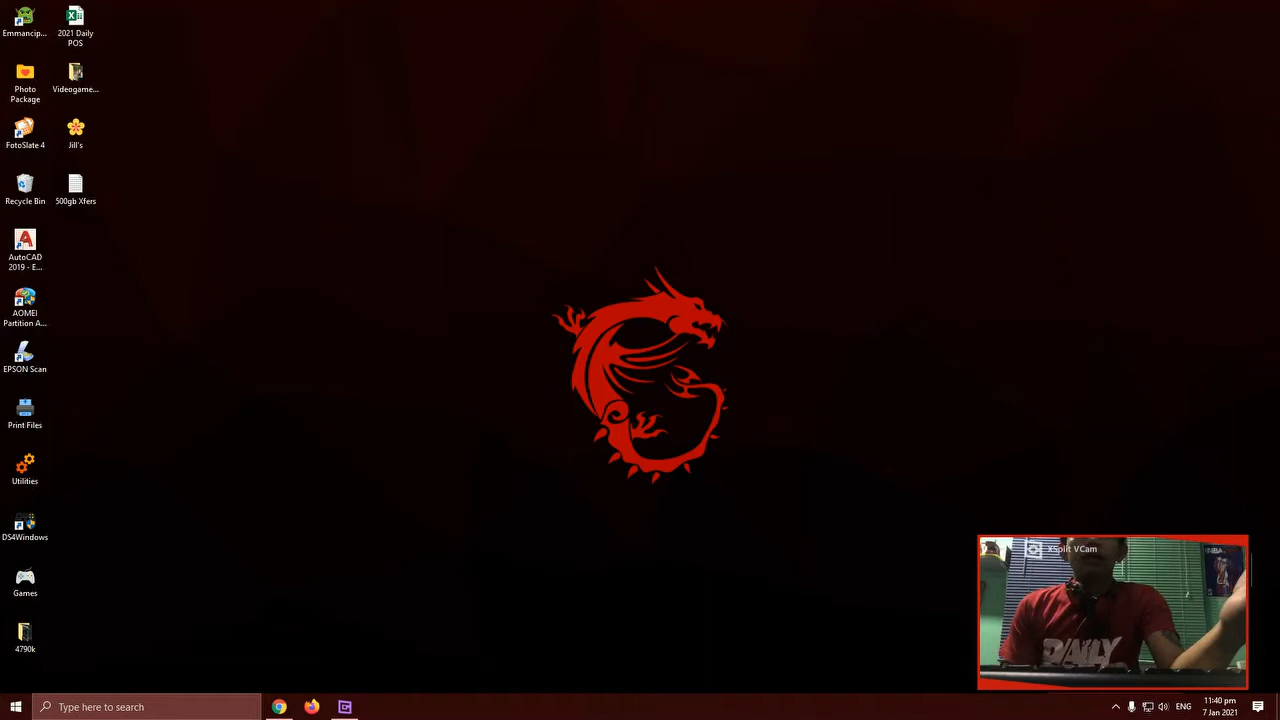 Emmancip...
2021 Daily
POS
Photo
Package
Videogame...
FotoSlate 4
Jill's
Recycle Bin
500gb Xfers
AutoCAD
2019 - E...
AOMEI
Partition A...
EPSON Scan
Print Files
Utilities
DS4Windows
Games
4790k
XSplit VCam
NBA
DAILY
Type here to search
ENG
11:40 pm
7 Jan 2021